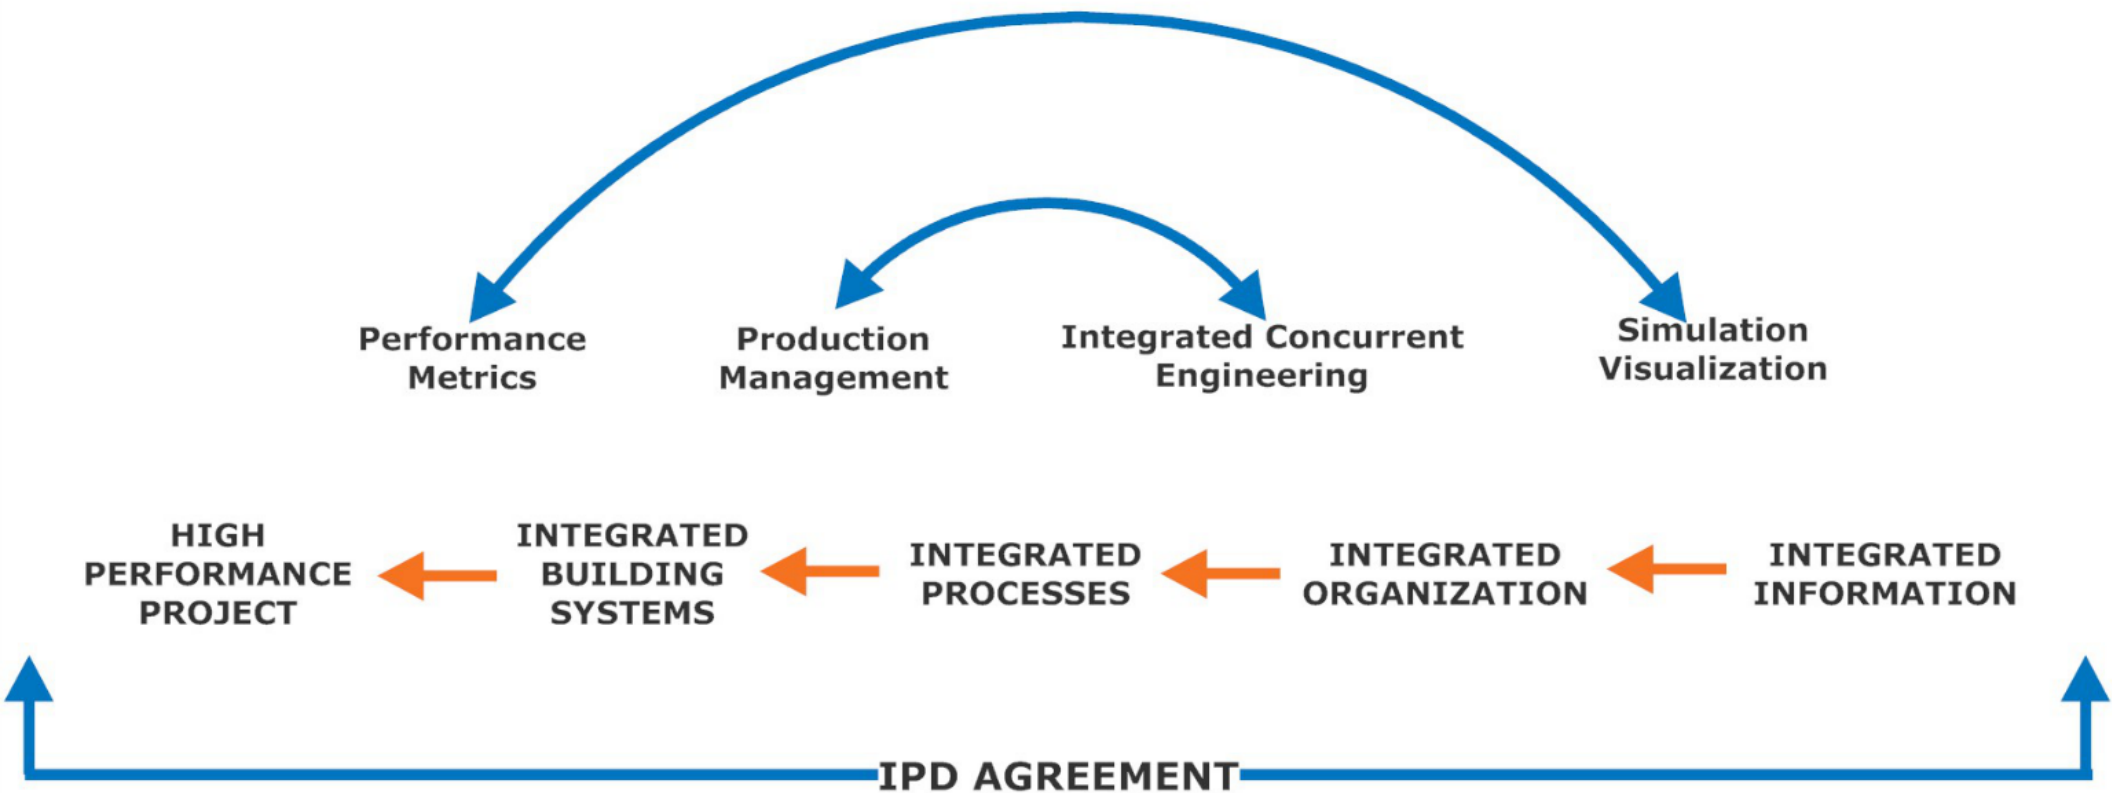 Performance
Metrics
Production
Management
Integrated Concurrent
Engineering
Simulation
Visualization
HIGH
PERFORMANCE
PROJECT
INTEGRATED
BUILDING
SYSTEMS
INTEGRATED
PROCESSES
INTEGRATED
ORGANIZATION
INTEGRATED
INFORMATION
IPD AGREEMENT